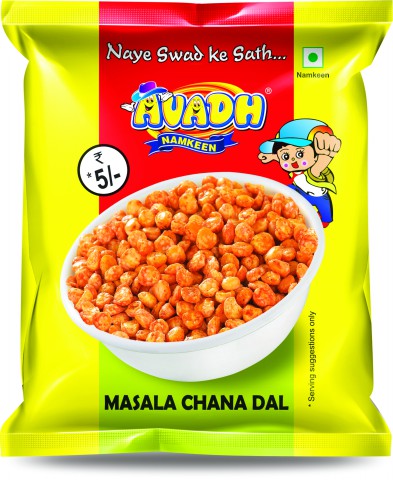 Naye Swad ke Sath...
Namkeen
AVADH®
NAMKEEN
₹
*5/-
* Serving suggestions only
MASALA CHANA DAL